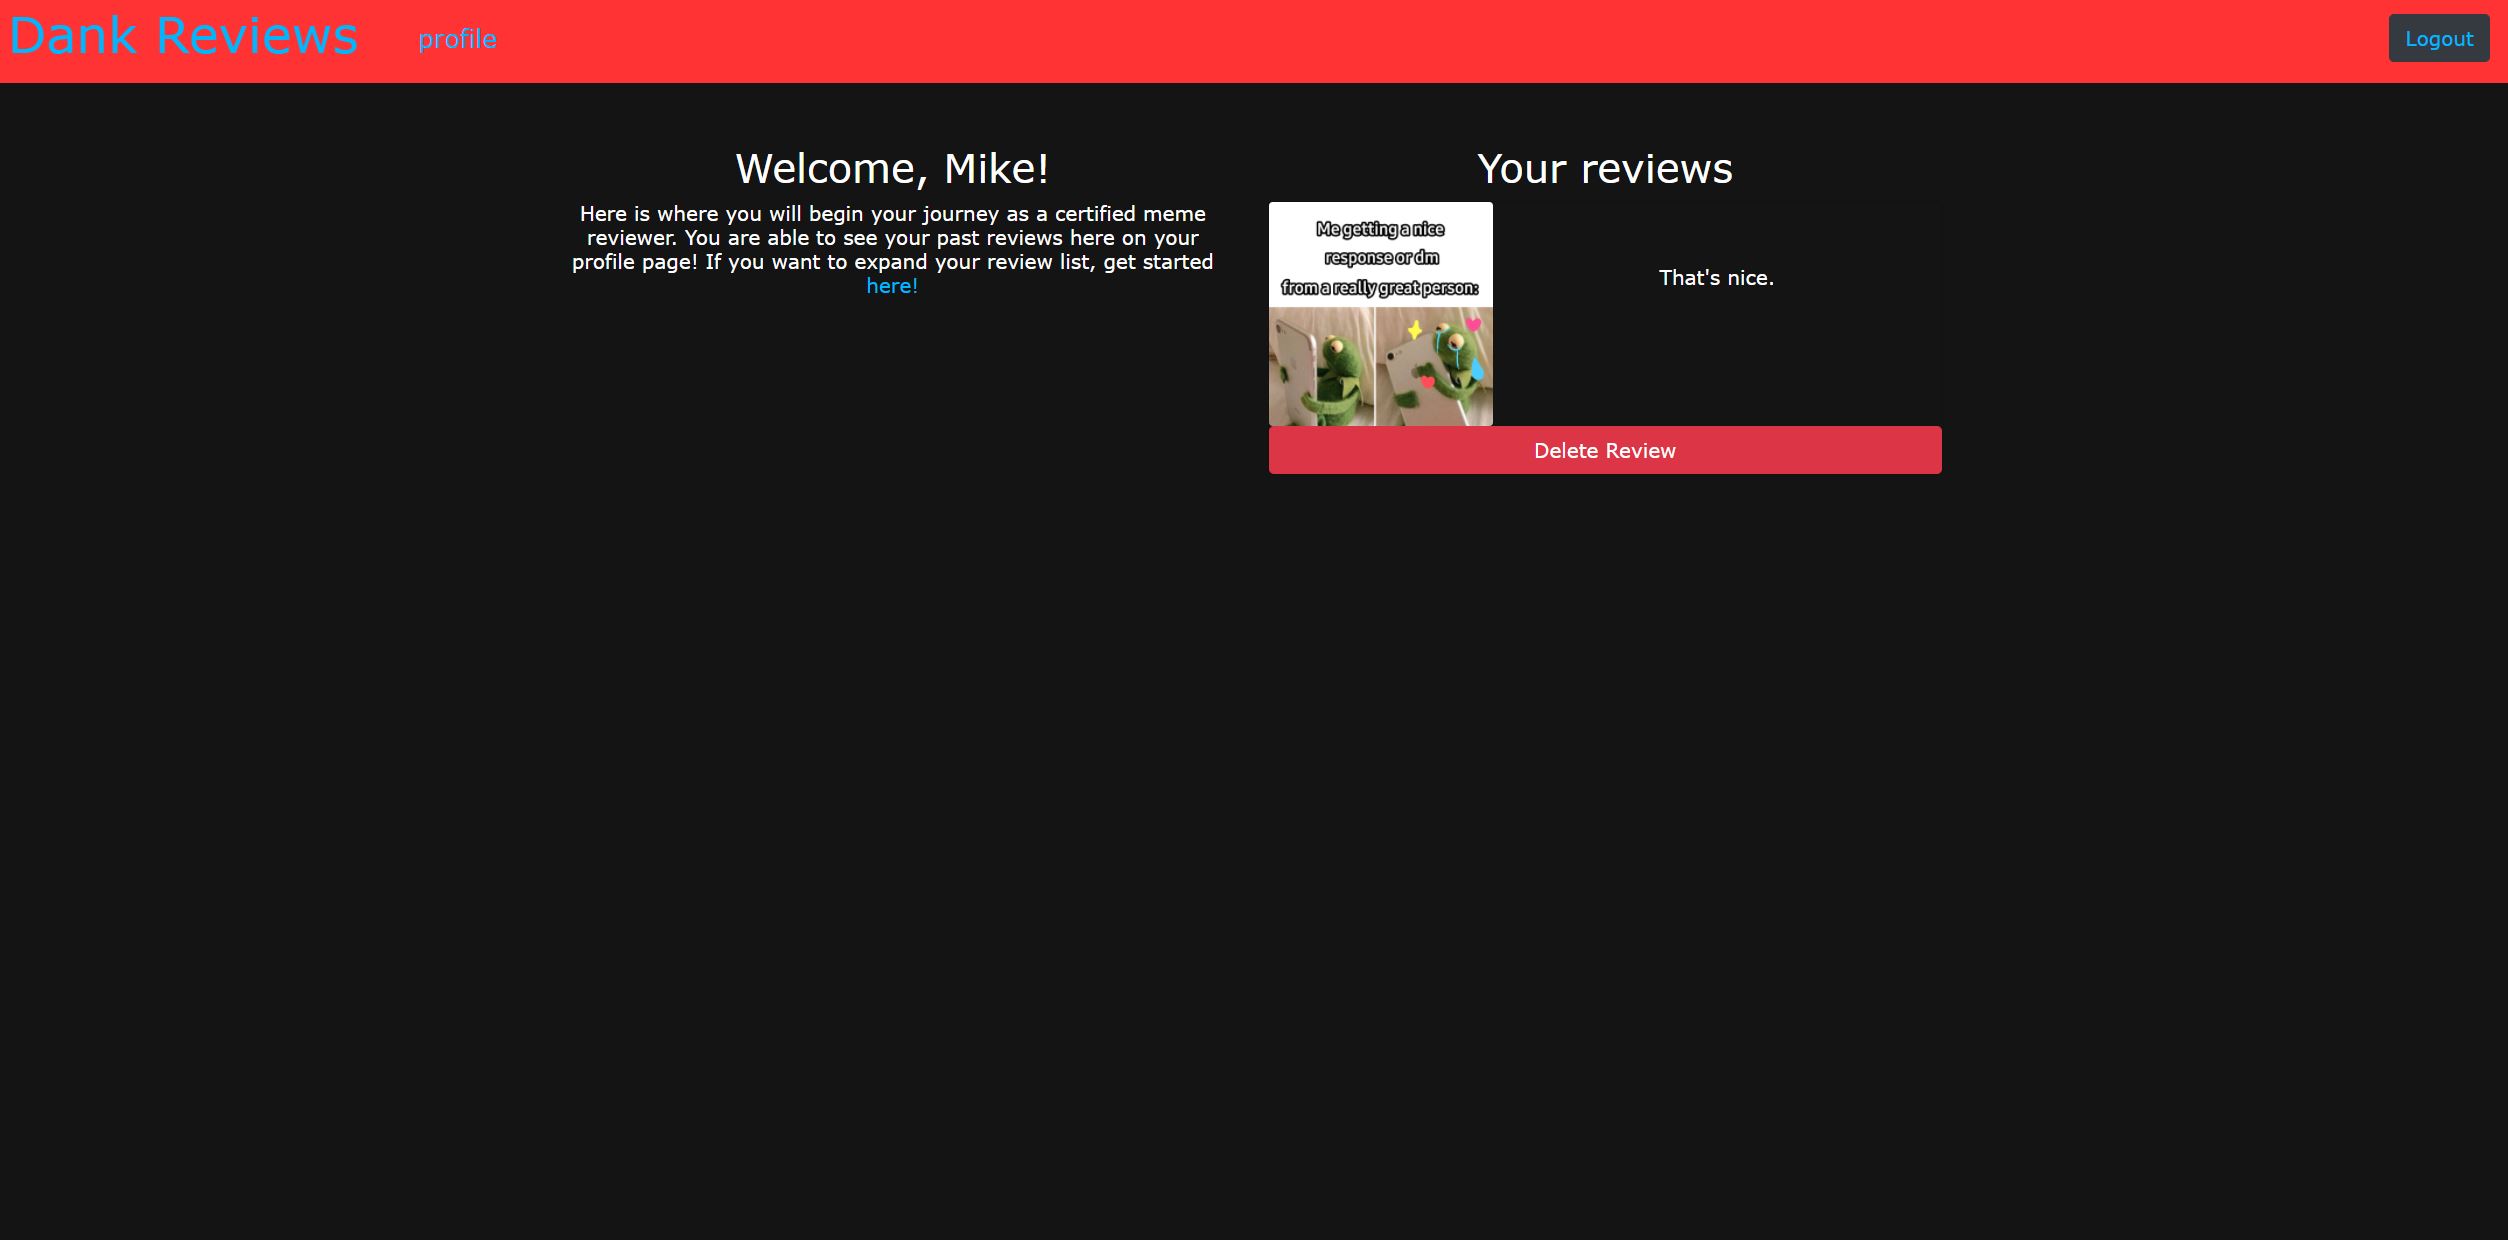 Dank Reviews
profile
Logout
Welcome, Mike!
Here is where you will begin your journey as a certified meme
reviewer. You are able to see your past reviews here on your
profile page! If you want to expand your review list, get started
here!
Your reviews
Me getting a nice
response or dm
from a really great person:
That's nice.
Delete Review